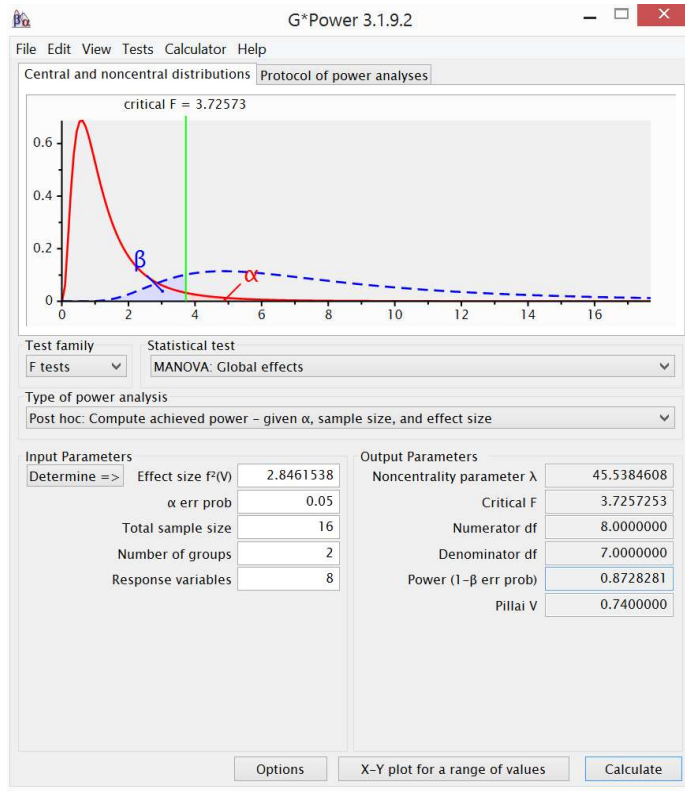 βα G*Power 3.1.9.2
File Edit View Tests Calculator Help
Central and noncentral distributions Protocol of power analyses
critical F = 3.72573
0.6
0.4
0.2
0
β
α
0 2 4 6 8 10 12 14 16
Test family Statistical test
F tests MANOVA: Global effects
Type of power analysis
Post hoc: Compute achieved power – given α, sample size, and effect size
Input Parameters Output Parameters
Determine => Effect size f²(V) 2.8461538 Noncentrality parameter λ 45.5384608
α err prob 0.05 Critical F 3.7257253
Total sample size 16 Numerator df 8.0000000
Number of groups 2 Denominator df 7.0000000
Response variables 8 Power (1–β err prob) 0.8728281
Pillai V 0.7400000
Options X–Y plot for a range of values Calculate